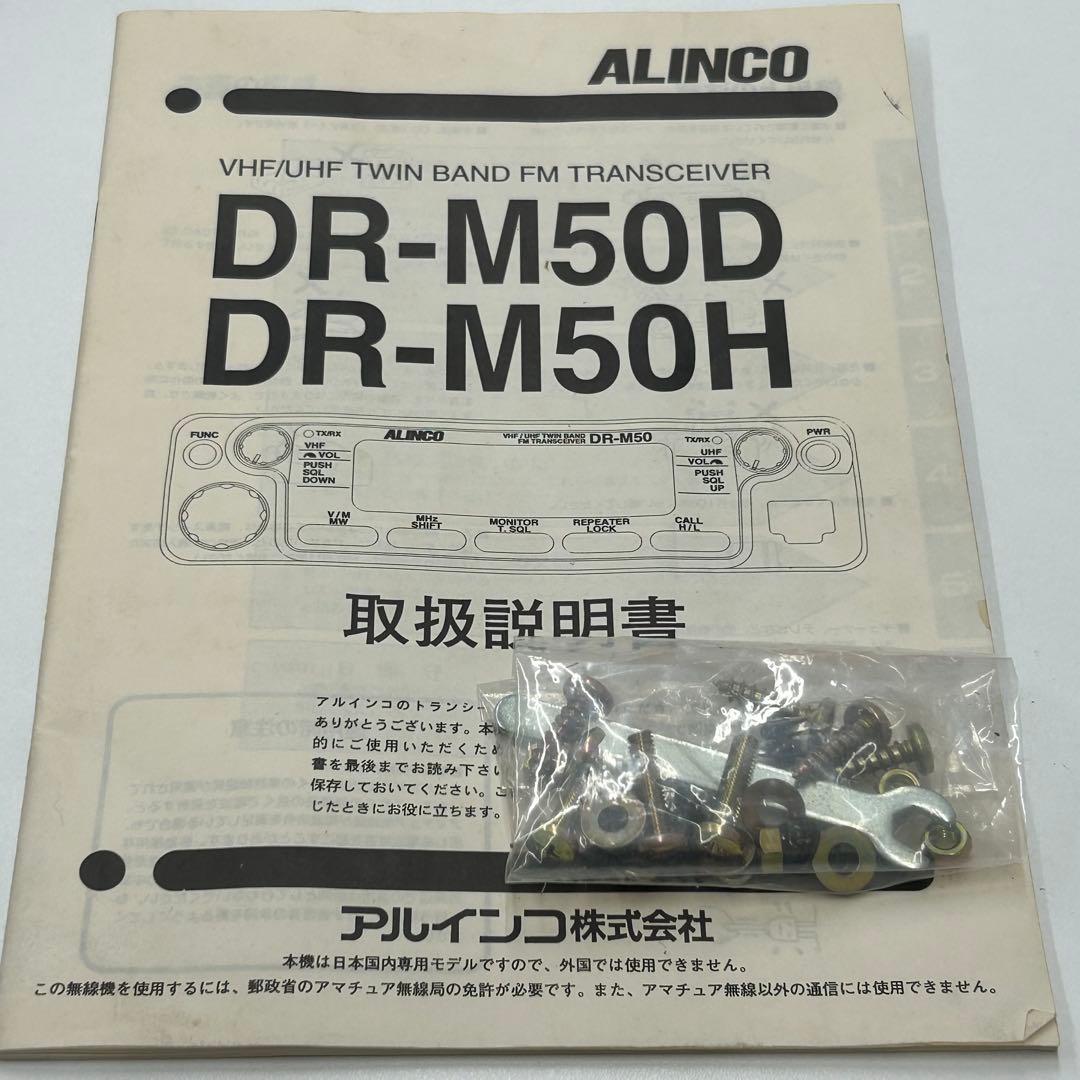 ALINCO
VHF/UHF TWIN BAND FM TRANSCEIVER
DR-M50D
DR-M50H
FUNC
TX/RX
VHF
VOL
PUSH
SQL
DOWN
ALINCO
VHF/UHF TWIN BAND
FM TRANSCEIVER DR-M50
TX/RX
UHF
VOL
PUSH
SQL
UP
PWR
V/M
MW
MHz
SHIFT
MONITOR
T.SQL
REPEATER
LOCK
CALL
H/L
取扱説明書
アルインコのトランシー
ありがとうございます。本
的にご使用いただくため
書を最後までお読み下さい
保存しておいてください。こ
じたときにお役に立ちます。
アルインコ株式会社
本機は日本国内専用モデルですので、外国では使用できません。
この無線機を使用するには、郵政省のアマチュア無線局の免許が必要です。また、アマチュア無線以外の通信には使用できません。